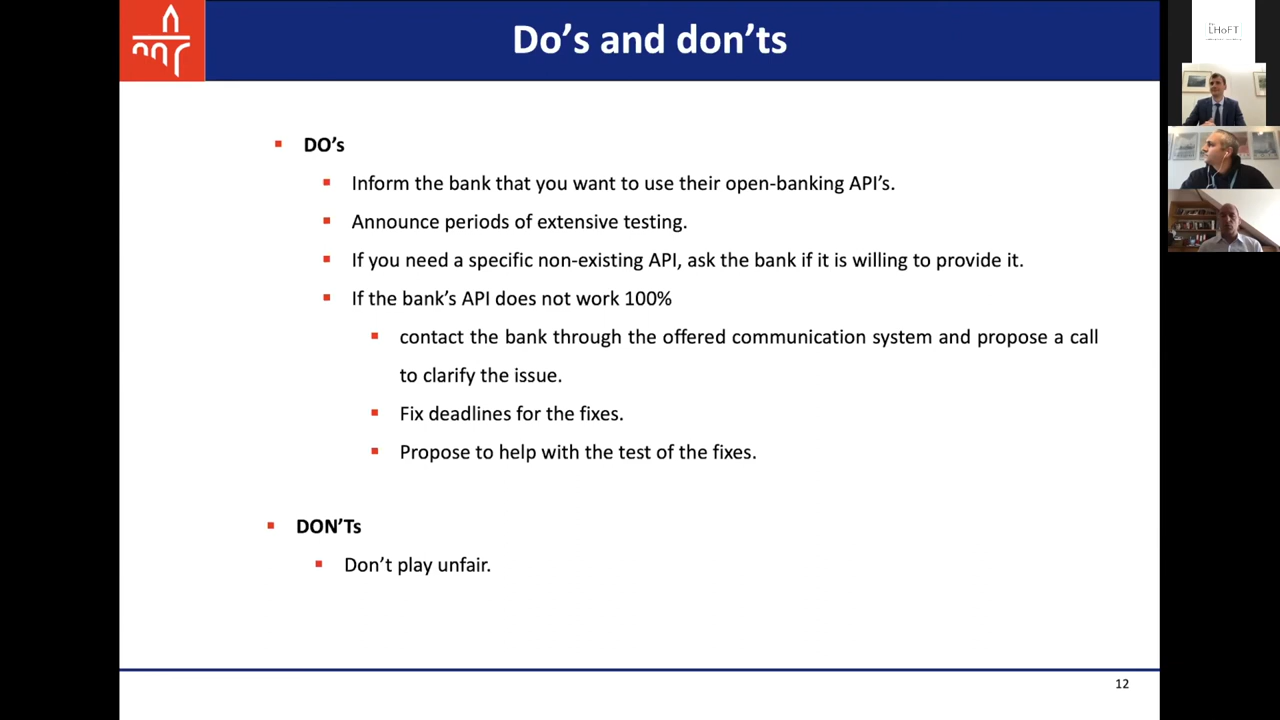 Do's and don'ts
DO's
Inform the bank that you want to use their open-banking API's.
Announce periods of extensive testing.
If you need a specific non-existing API, ask the bank if it is willing to provide it.
If the bank's API does not work 100%
contact the bank through the offered communication system and propose a call
to clarify the issue.
Fix deadlines for the fixes.
Propose to help with the test of the fixes.
DON'Ts
Don't play unfair.
12
LHoFT